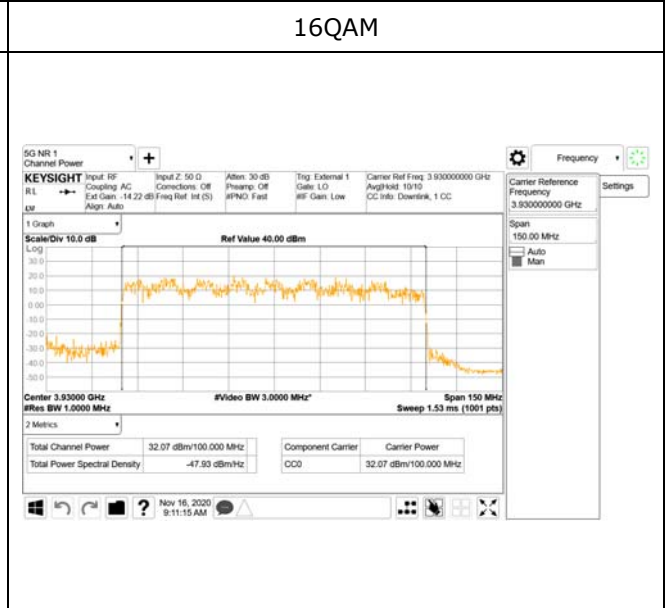 16QAM
5G NR 1
Channel Power
Frequency
KEYSIGHT
RL
LW
Input: RF
Coupling: AC
Ext Gain: -14.22 dB
Align: Auto
Input Z: 50 Ω
Corrections: Off
Freq Ref: Int (S)
Atten: 30 dB
Preamp: Off
#PNO: Fast
Trig: External 1
Gate: LO
#IF Gain: Low
Carrier Ref Freq: 3.930000000 GHz
Avg|Hold: 10/10
CC Info: Downlink, 1 CC
Carrier Reference
Frequency
3.930000000 GHz
Settings
Span
150.00 MHz
Auto
Man
1 Graph
Scale/Div 10.0 dB
Ref Value 40.00 dBm
Log
30.0
20.0
10.0
0.00
-10.0
-20.0
-30.0
-40.0
-50.0
Center 3.93000 GHz
#Video BW 3.0000 MHz*
Span 150 MHz
#Res BW 1.0000 MHz
Sweep 1.53 ms (1001 pts)
2 Metrics
Total Channel Power 32.07 dBm/100.000 MHz
Total Power Spectral Density -47.93 dBm/Hz
Component Carrier Carrier Power
CC0 32.07 dBm/100.000 MHz
?
Nov 16, 2020
9:11:15 AM